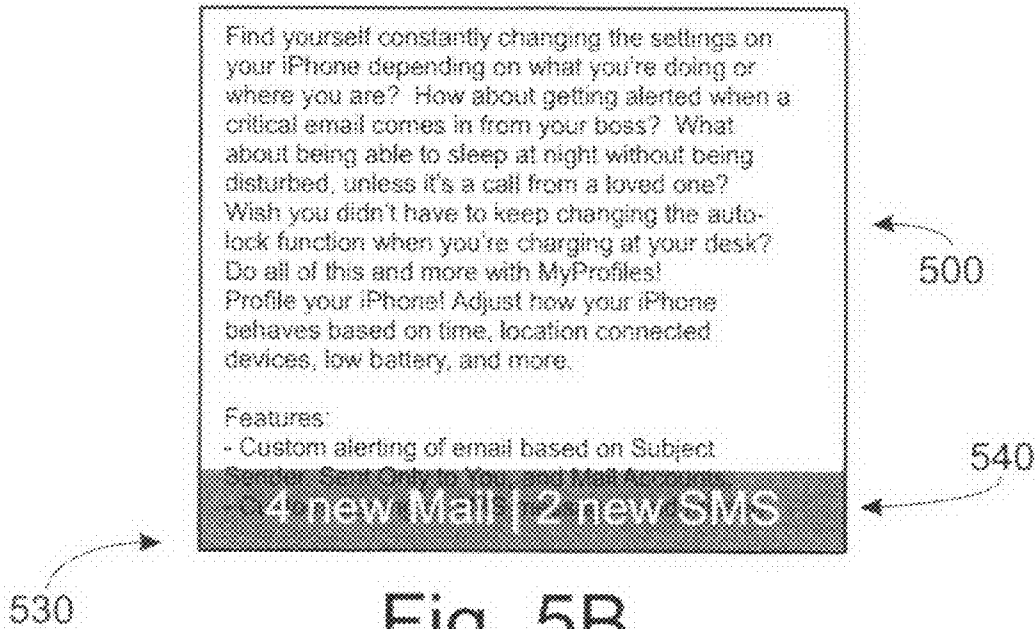 Find yourself constantly changing the settings on
your iPhone depending on what you're doing or
where you are? How about getting alerted when a
critical email comes in from your boss? What
about being able to sleep at night without being
disturbed, unless it's a call from a loved one?
Wish you didn't have to keep changing the auto-
lock function when you're charging at your desk?
Do all of this and more with MyProfiles!
Profile your iPhone! Adjust how your iPhone
behaves based on time, location connected
devices, low battery, and more.
Features:
- Custom alerting of email based on Subject
Only to You and Mail
4 new Mail | 2 new SMS
500
540
530
Fig. 5B